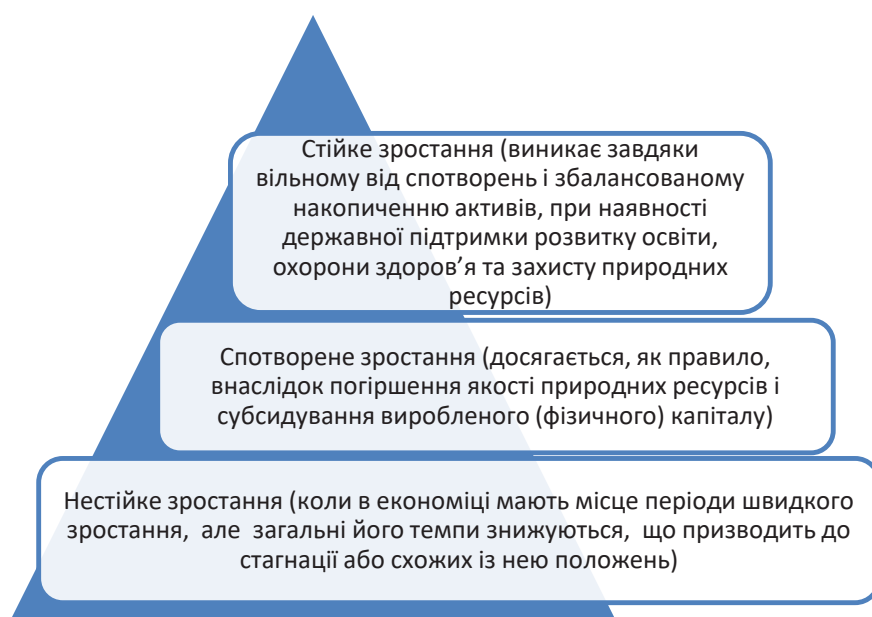 Стійке зростання (виникає завдяки
вільному від спотворень і збалансованому
накопиченню активів, при наявності
державної підтримки розвитку освіти,
охорони здоров’я та захисту природних
ресурсів)
Спотворене зростання (досягається, як правило,
внаслідок погіршення якості природних ресурсів і
субсидування виробленого (фізичного) капіталу)
Нестійке зростання (коли в економіці мають місце періоди швидкого
зростання, але загальні його темпи знижуються, що призводить до
стагнації або схожих із нею положень)